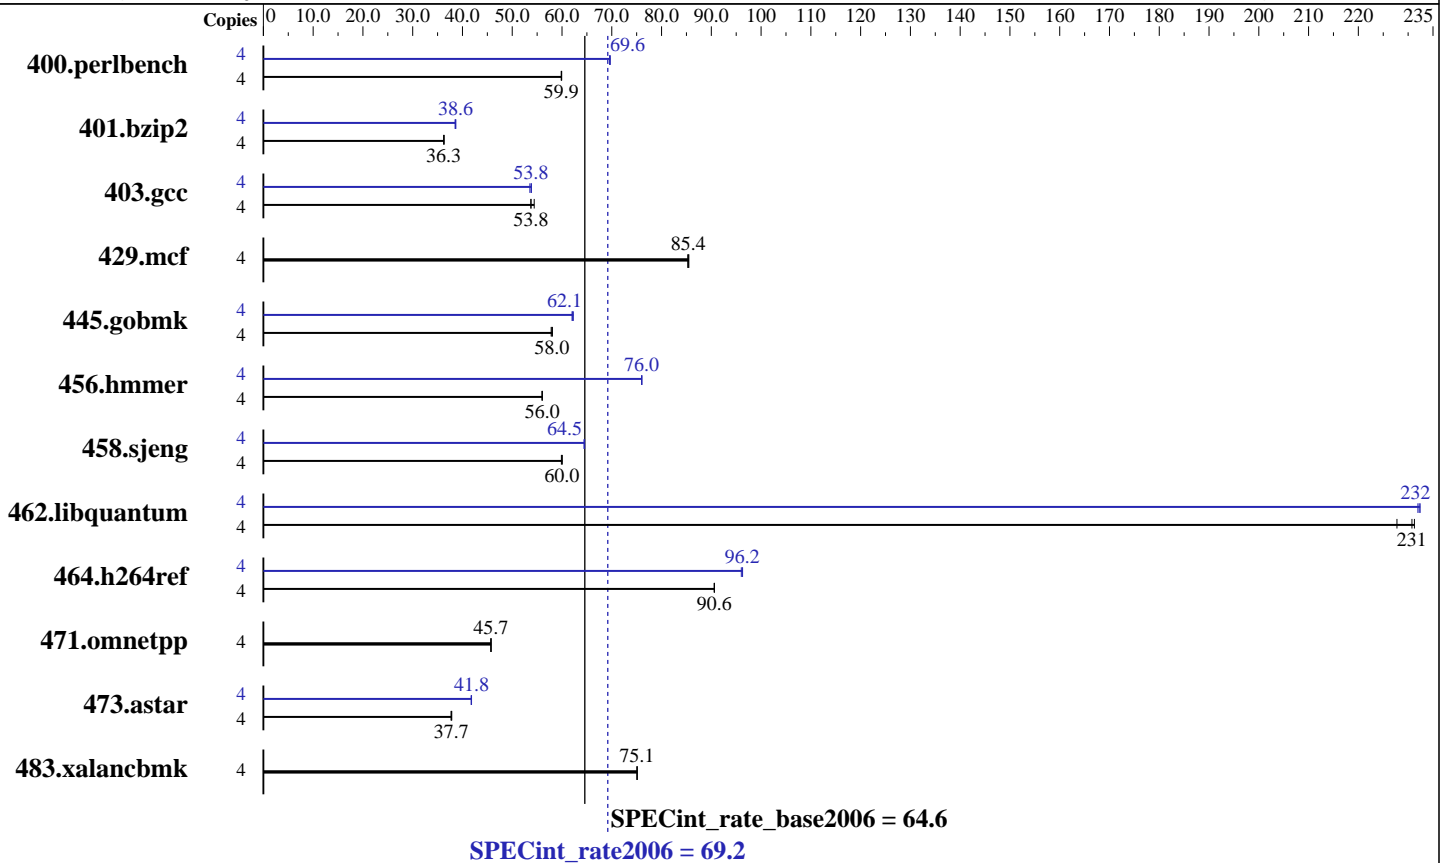 Copies 0 10.0 20.0 30.0 40.0 50.0 60.0 70.0 80.0 90.0 100 110 120 130 140 150 160 170 180 190 200 210 220 235
400.perlbench 4 69.6
4 59.9
401.bzip2 4 38.6
4 36.3
403.gcc 4 53.8
4 53.8
429.mcf 4 85.4
445.gobmk 4 62.1
4 58.0
456.hmmer 4 76.0
4 56.0
458.sjeng 4 64.5
4 60.0
462.libquantum 4 232
4 231
464.h264ref 4 96.2
4 90.6
471.omnetpp 4 45.7
473.astar 4 41.8
4 37.7
483.xalancbmk 4 75.1
SPECint_rate_base2006 = 64.6
SPECint_rate2006 = 69.2